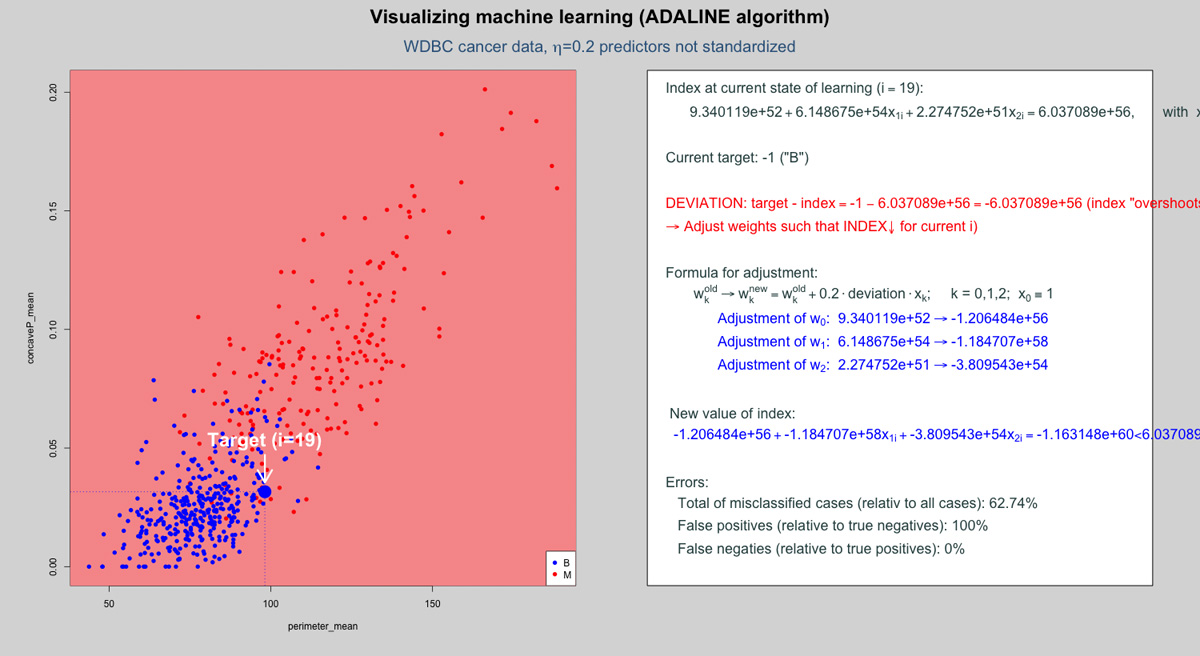 Visualizing machine learning (ADALINE algorithm)
WDBC cancer data, η=0.2 predictors not standardized
0.20
0.15
0.10
0.05
0.00
concaveP_mean
50
100
150
perimeter_mean
Target (i=19)
B
M
Index at current state of learning (i = 19):
9.340119e+52 + 6.148675e+54x1i + 2.274752e+51x2i = 6.037089e+56, with x
Current target: -1 ("B")
DEVIATION: target - index = -1 − 6.037089e+56 = -6.037089e+56 (index "overshoots
→ Adjust weights such that INDEX↓ for current i)
Formula for adjustment:
wk^old → wk^new = wk^old + 0.2 · deviation · xk; k = 0,1,2; x0 ≡ 1
Adjustment of w0: 9.340119e+52 → -1.206484e+56
Adjustment of w1: 6.148675e+54 → -1.184707e+58
Adjustment of w2: 2.274752e+51 → -3.809543e+54
New value of index:
-1.206484e+56 + -1.184707e+58x1i + -3.809543e+54x2i = -1.163148e+60<6.037089
Errors:
Total of misclassified cases (relativ to all cases): 62.74%
False positives (relative to true negatives): 100%
False negaties (relative to true positives): 0%